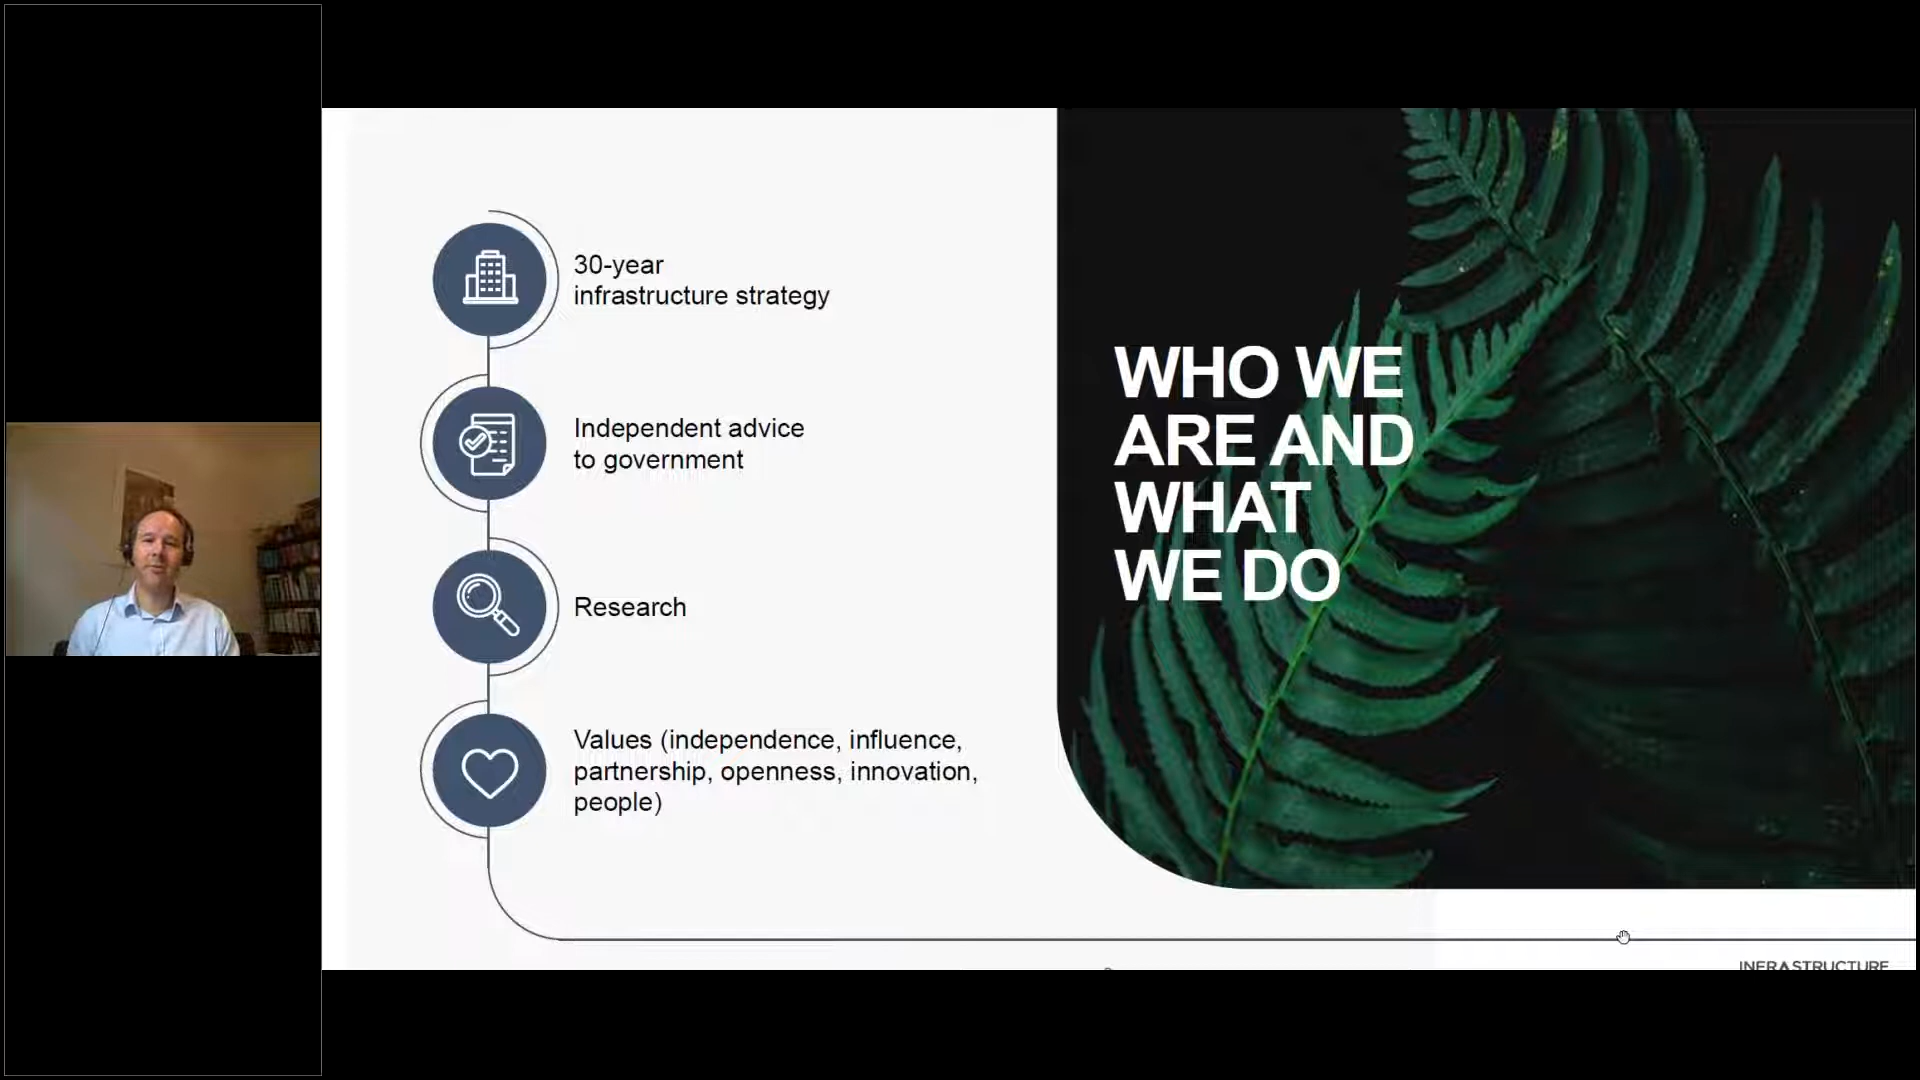 30-year
infrastructure strategy
Independent advice
to government
Research
Values (independence, influence,
partnership, openness, innovation,
people)
WHO WE
ARE AND
WHAT
WE DO
INFRASTRUCTURE